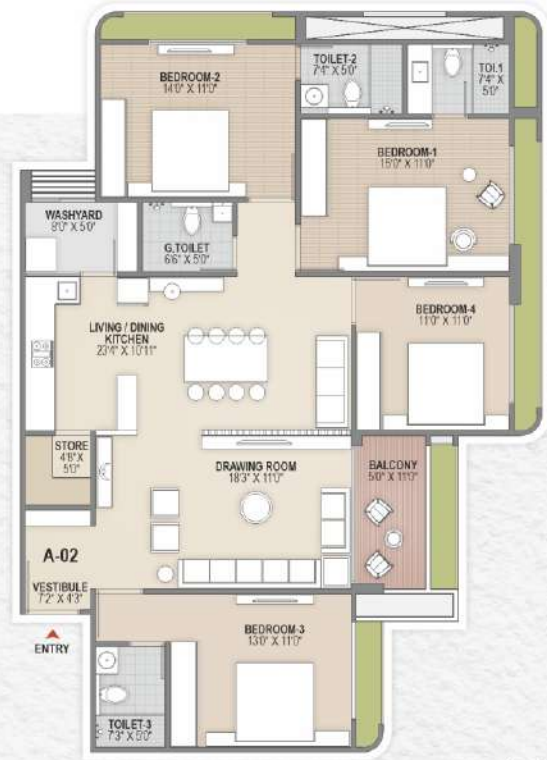 BEDROOM-2
14'0" X 11'0"
TOILET-2
7'4" X 5'0"
TOI.1
7'4" X
5'0"
BEDROOM-1
15'0" X 11'0"
WASHYARD
8'0" X 5'0"
G.TOILET
6'6" X 5'0"
LIVING / DINING
KITCHEN
23'4" X 10'11"
BEDROOM-4
11'0" X 11'0"
STORE
4'8" X
5'0"
DRAWING ROOM
18'3" X 11'0"
BALCONY
5'0" X 11'0"
A-02
VESTIBULE
7'2" X 4'3"
ENTRY
BEDROOM-3
13'0" X 11'0"
TOILET-3
7'3" X 5'0"